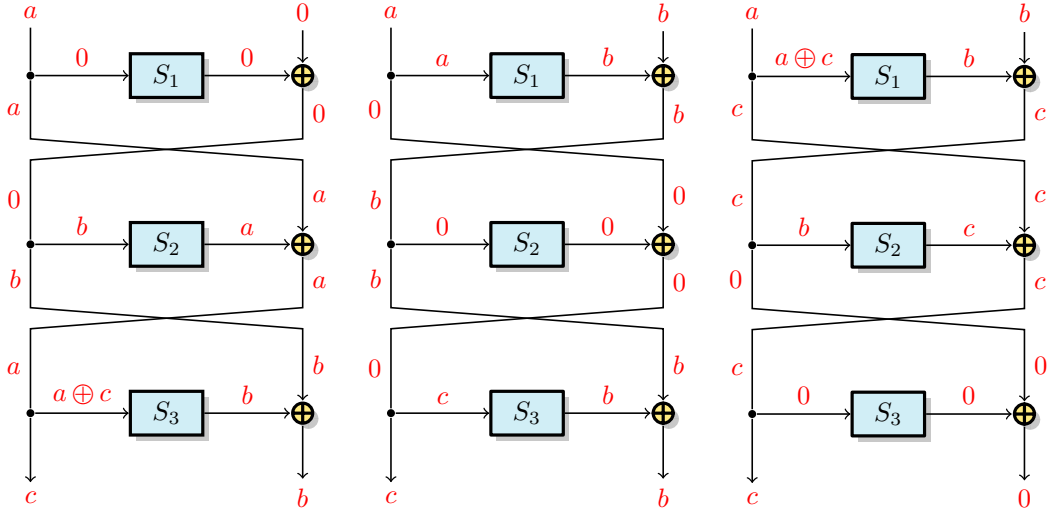 a 0 a b a ⊕ c b
0 S₁ 0 a S₁ b S₁ b
a 0 0 b c c
0 a b 0 c c
b S₂ a 0 S₂ 0 b S₂ c
b a b 0 0 c
a b 0 b c 0
a ⊕ c S₃ b c S₃ b 0 S₃ 0
c b c b c 0